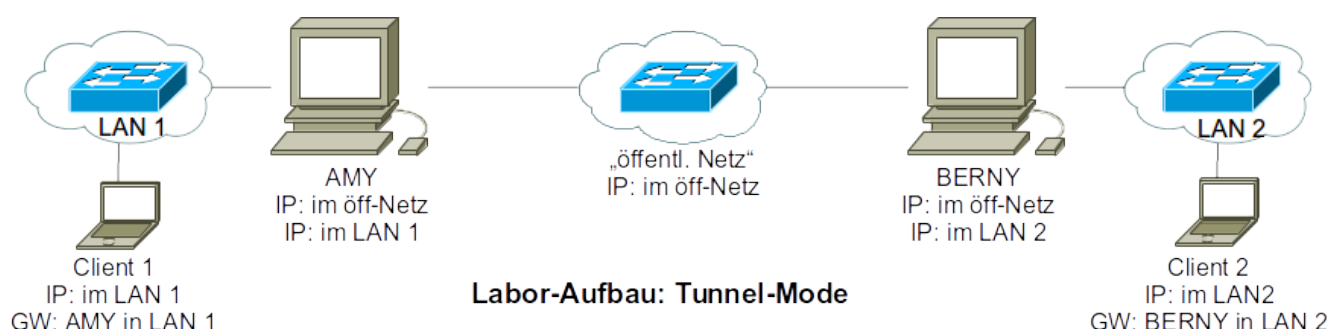 LAN 1
AMY
IP: im öff-Netz
IP: im LAN 1
„öffentl. Netz“
IP: im öff-Netz
BERNY
IP: im öff-Netz
IP: im LAN 2
LAN 2
Client 1
IP: im LAN 1
GW: AMY in LAN 1
Labor-Aufbau: Tunnel-Mode
Client 2
IP: im LAN2
GW: BERNY in LAN 2